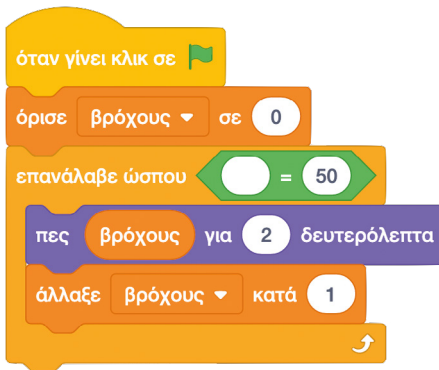 όταν γίνει κλικ σε
όρισε βρόχους σε 0
επανάλαβε ώσπου = 50
πες βρόχους για 2 δευτερόλεπτα
άλλαξε βρόχους κατά 1